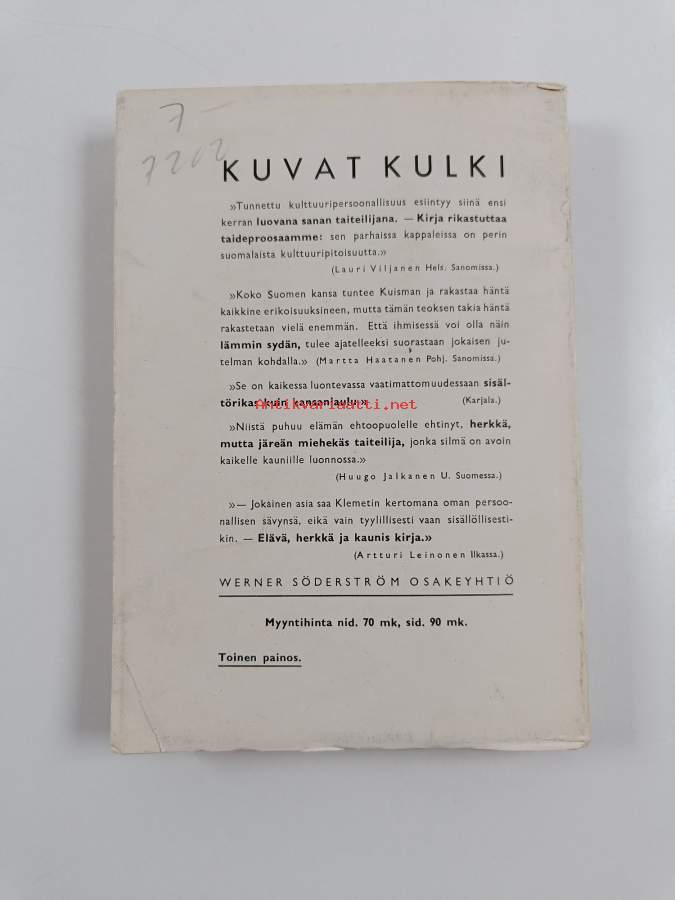 7-
7202
KUVAT KULKI
»Tunnettu kulttuuripersoonallisuus esiintyy siinä ensi
kerran luovana sanan taiteilijana. — Kirja rikastuttaa
taideproosaamme: sen parhaissa kappaleissa on perin
suomalaista kulttuuripitoisuutta.»
(Lauri Viljanen Hels. Sanomissa.)
»Koko Suomen kansa tuntee Kuisman ja rakastaa häntä
kaikkine erikoisuuksineen, mutta tämän teoksen takia häntä
rakastetaan vielä enemmän. Että ihmisessä voi olla näin
lämmin sydän, tulee ajatelleeksi suorastaan jokaisen ju-
telman kohdalla.» (Martta Haatanen Pohj. Sanomissa.)
»Se on kaikessa luontevassa vaatimattomuudessaan sisäl-
törikas kuin kansanlaulu.» (Karjala.)
Antikvariaatti.net
»Niistä puhuu elämän ehtoopuolelle ehtinyt, herkkä,
mutta järeän miehekäs taiteilija, jonka silmä on avoin
kaikelle kauniille luonnossa.»
(Huugo Jalkanen U. Suomessa.)
»— Jokainen asia saa Klemetin kertomana oman persoo-
nallisen sävynsä, eikä vain tyylillisesti vaan sisällöllisesti-
kin. — Elävä, herkkä ja kaunis kirja.»
(Artturi Leinonen Ilkassa.)
WERNER SÖDERSTRÖM OSAKEYHTIÖ
Myyntihinta nid. 70 mk, sid. 90 mk.
Toinen painos.